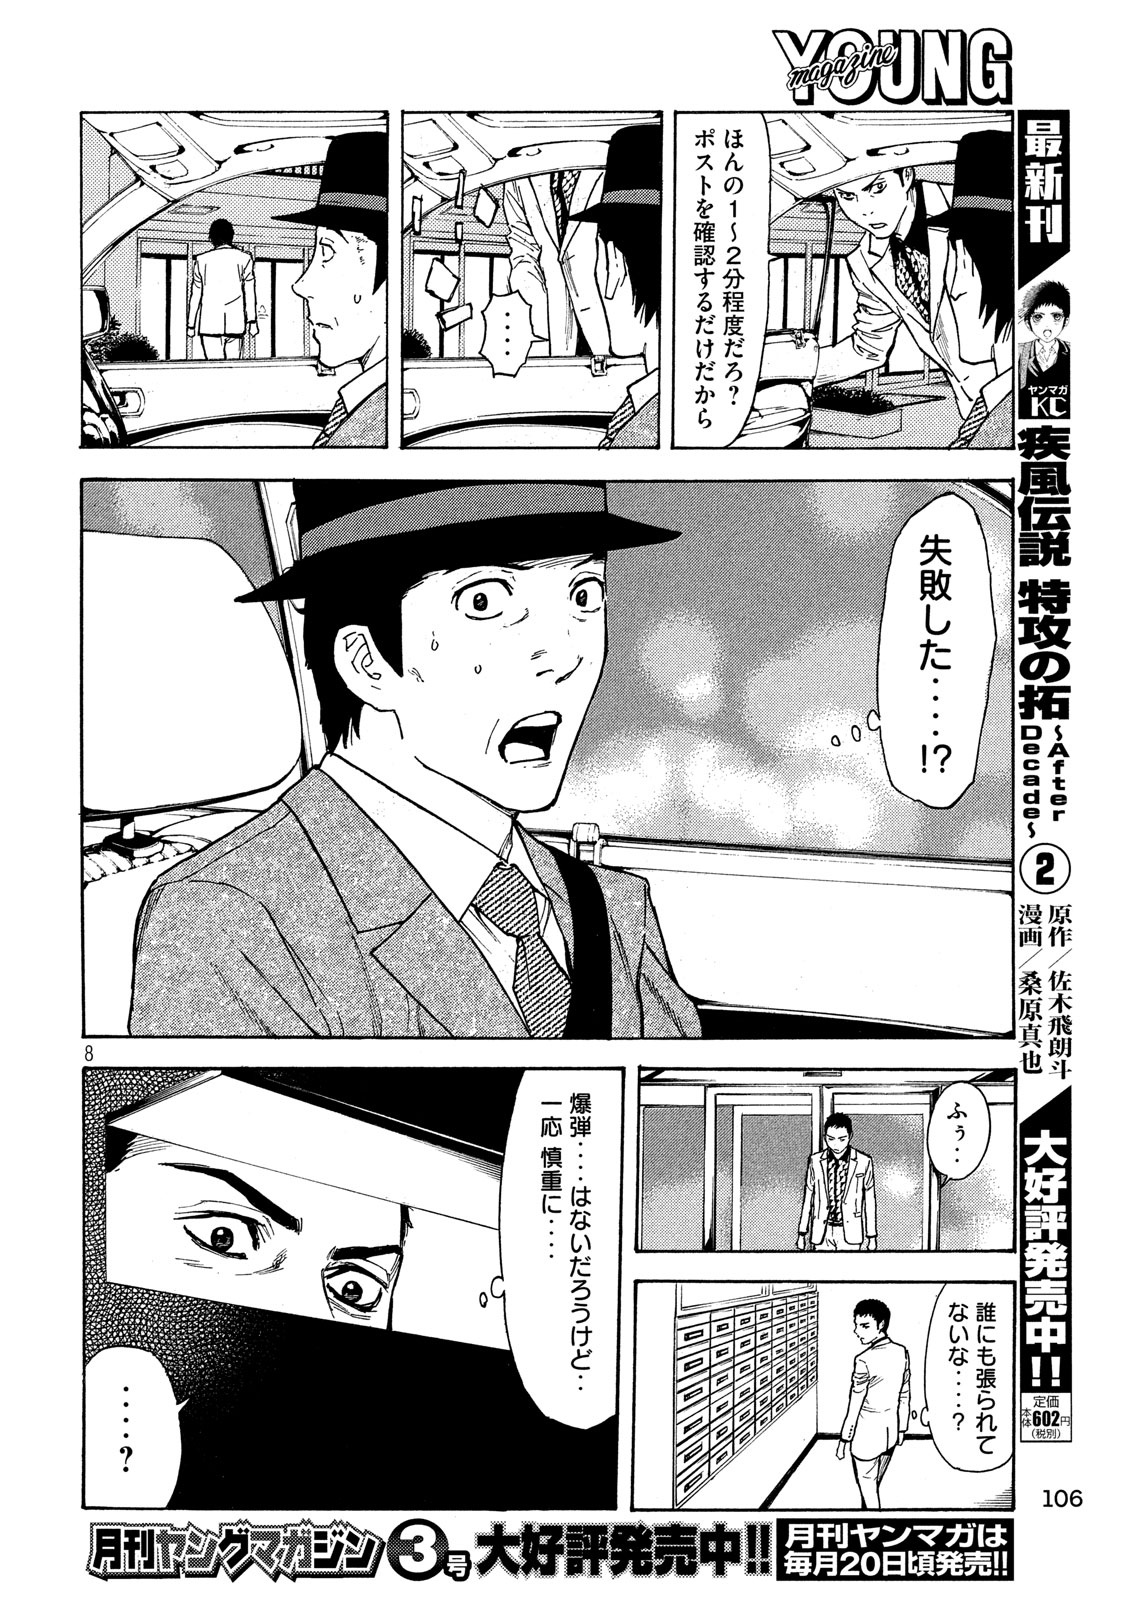 YOUNG
magazine
ほんの1〜2分程度だろ?
ポストを確認するだけだから
・・・
失敗した・・・・!?
8
ふぅ・・
誰にも張られて
ないな・・・・?
爆弾・・・・はないだろうけど・・
一応 慎重に・・・・
・・・・?
最新刊
ヤンマガ
KC
疾風伝説 特攻の拓
〜After
Decade〜
2
原作/佐木飛朗斗
漫画/桑原真也
大好評発売中!!
定価
本体602円
(税別)
106
月刊ヤングマガジン3号大好評発売中!!
月刊ヤンマガは
毎月20日頃発売!!